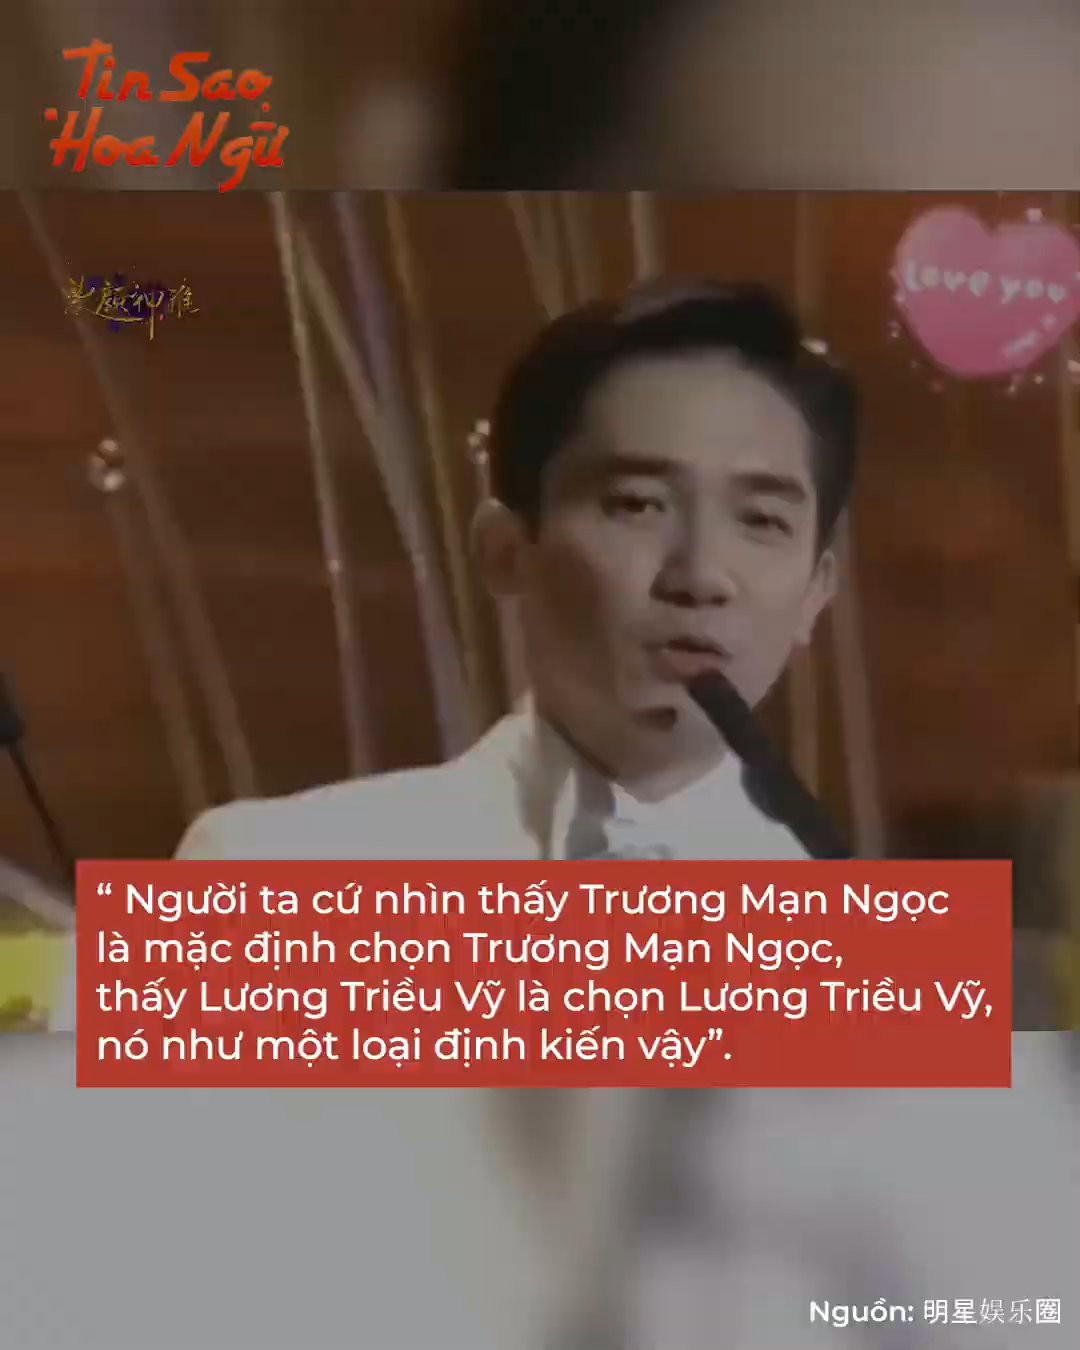 Tin Sao
Hoa Ngữ
Love you
“ Người ta cứ nhìn thấy Trương Mạn Ngọc
là mặc định chọn Trương Mạn Ngọc,
thấy Lương Triều Vỹ là chọn Lương Triều Vỹ,
nó như một loại định kiến vậy”.
Nguồn: 明星娱乐圈